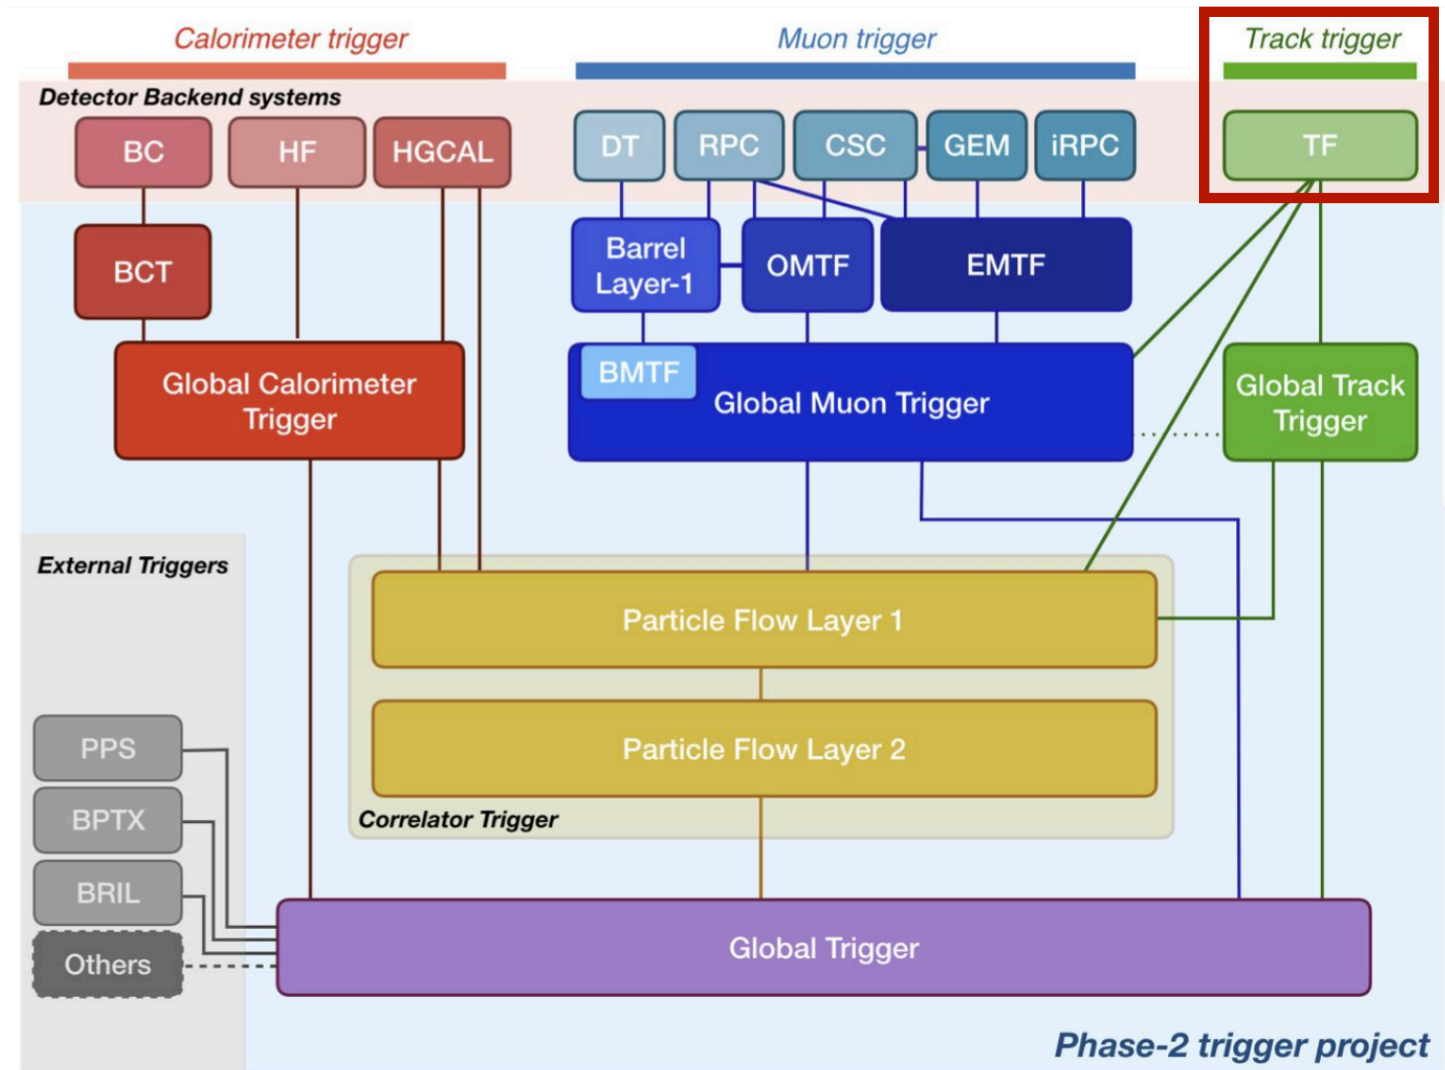 Calorimeter trigger
Muon trigger
Track trigger
Detector Backend systems
BC
HF
HGCAL
DT
RPC
CSC
GEM
iRPC
TF
BCT
Barrel
Layer-1
OMTF
EMTF
Global Calorimeter
Trigger
BMTF
Global Muon Trigger
Global Track
Trigger
External Triggers
Particle Flow Layer 1
Particle Flow Layer 2
Correlator Trigger
PPS
BPTX
BRIL
Others
Global Trigger
Phase-2 trigger project